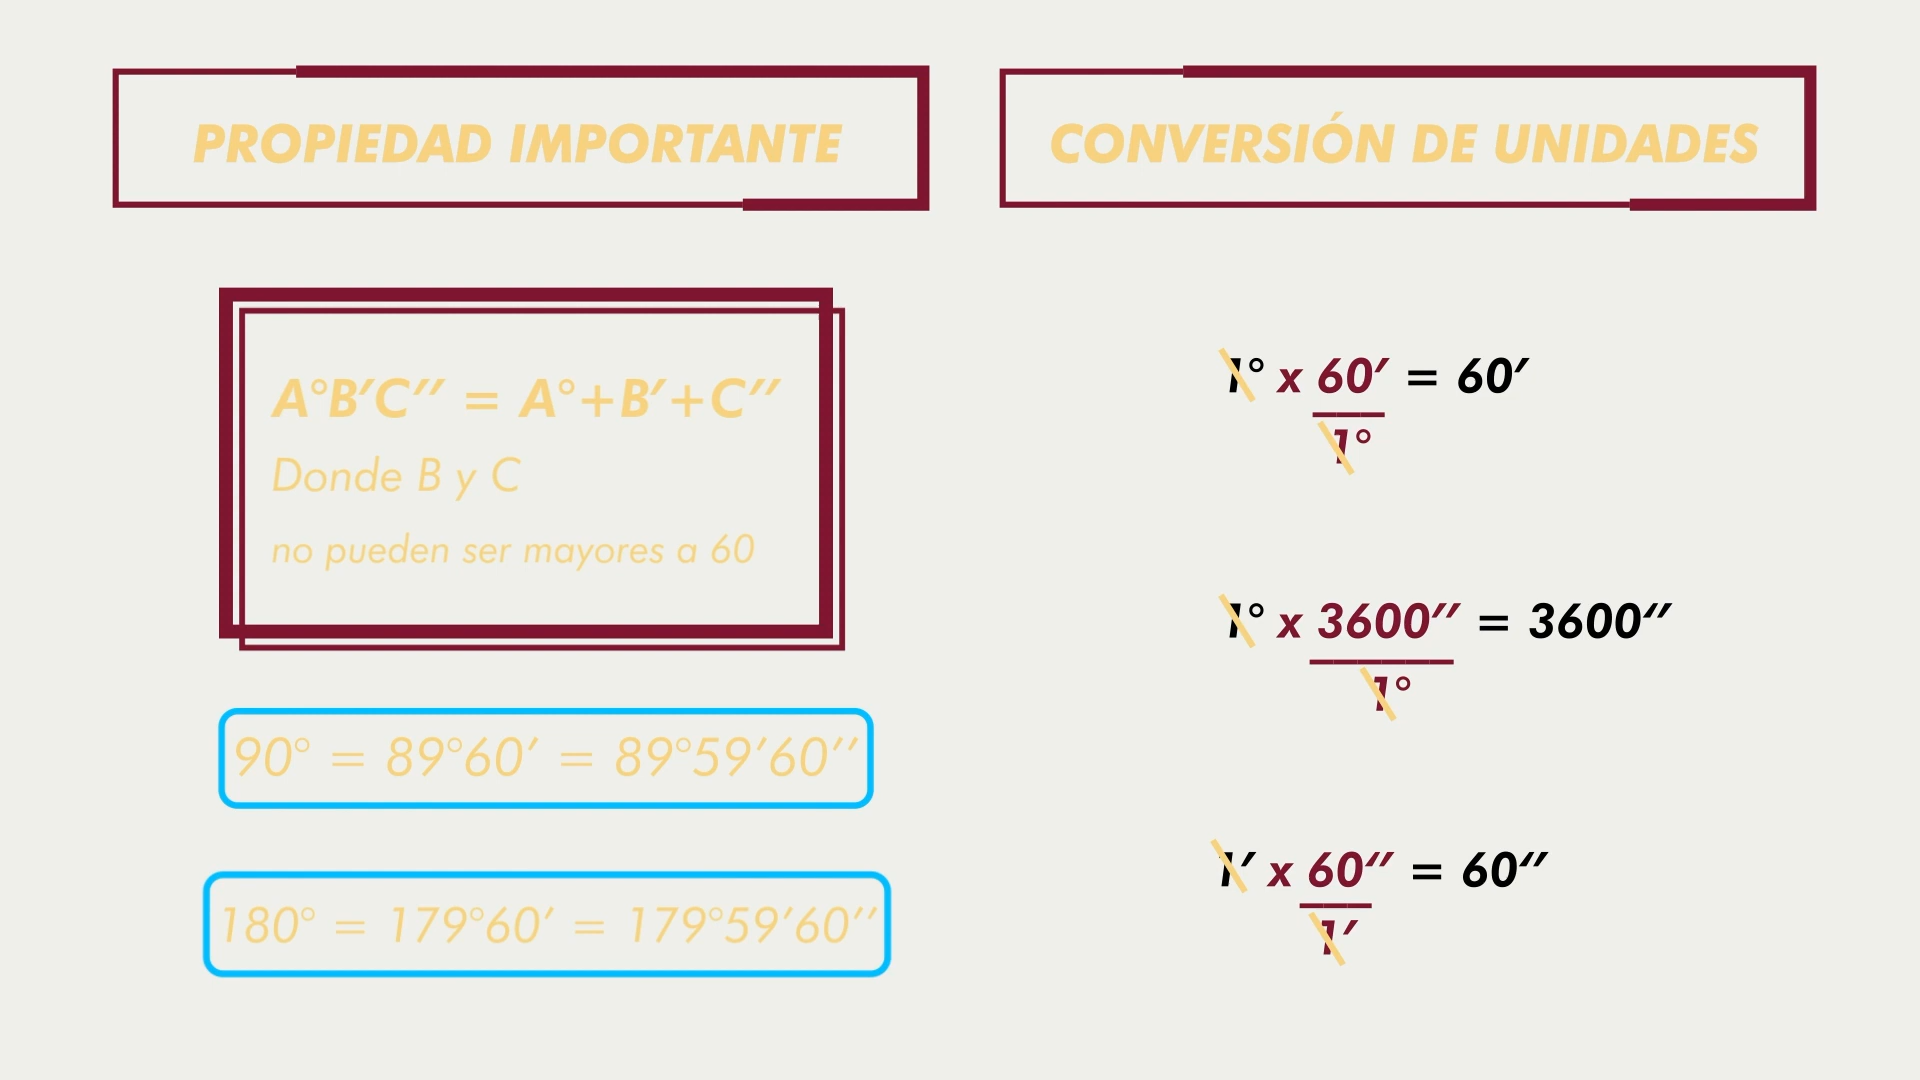 PROPIEDAD IMPORTANTE
A°B′C′′ = A°+B′+C′′
Donde B y C
no pueden ser mayores a 60
90° = 89°60′ = 89°59′60′′
180° = 179°60′ = 179°59′60′′
CONVERSIÓN DE UNIDADES
1° x 60′ = 60′
1°
1° x 3600′′ = 3600′′
1°
1′ x 60′′ = 60′′
1′